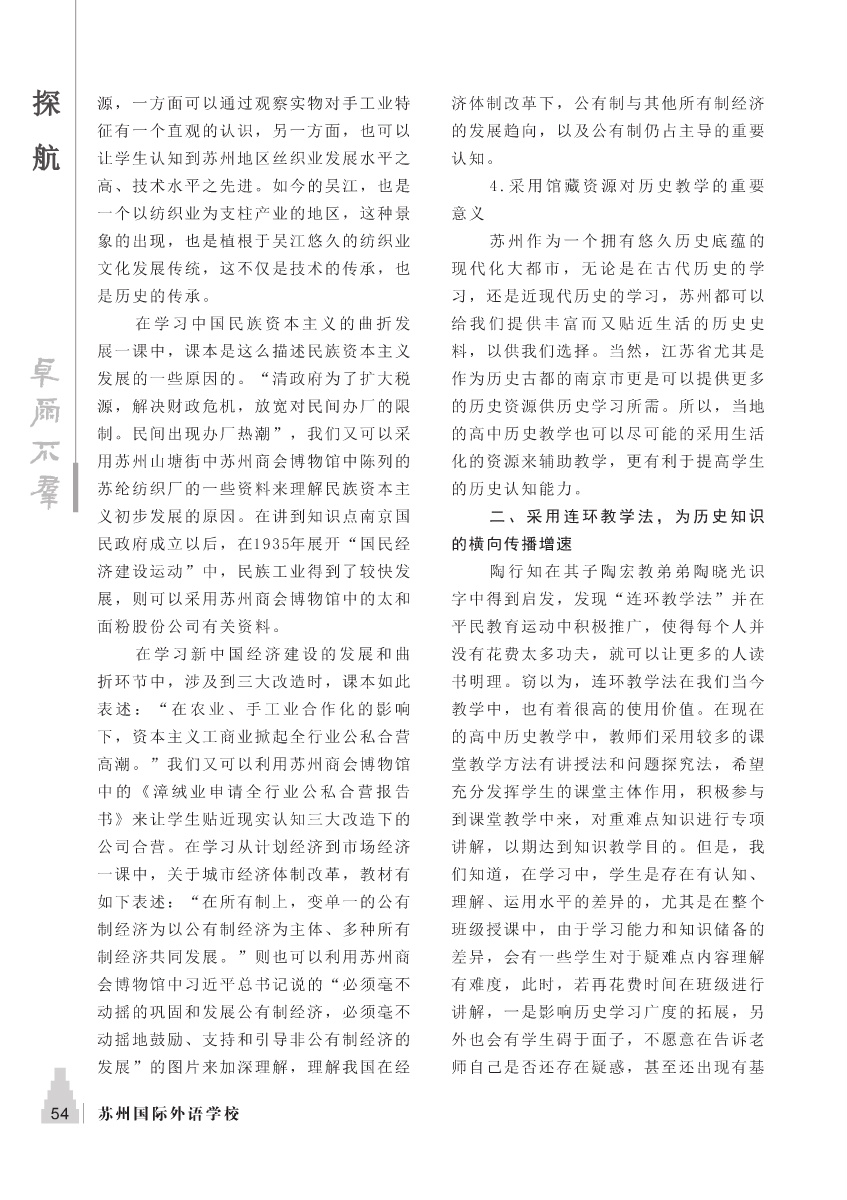 探
航
卓尔不群
源，一方面可以通过观察实物对手工业特
征有一个直观的认识，另一方面，也可以
让学生认知到苏州地区丝织业发展水平之
高、技术水平之先进。如今的吴江，也是
一个以纺织业为支柱产业的地区，这种景
象的出现，也是植根于吴江悠久的纺织业
文化发展传统，这不仅是技术的传承，也
是历史的传承。
在学习中国民族资本主义的曲折发
展一课中，课本是这么描述民族资本主义
发展的一些原因的。“清政府为了扩大税
源，解决财政危机，放宽对民间办厂的限
制。民间出现办厂热潮”，我们又可以采
用苏州山塘街中苏州商会博物馆中陈列的
苏纶纺织厂的一些资料来理解民族资本主
义初步发展的原因。在讲到知识点南京国
民政府成立以后，在1935年展开“国民经
济建设运动”中，民族工业得到了较快发
展，则可以采用苏州商会博物馆中的太和
面粉股份公司有关资料。
在学习新中国经济建设的发展和曲
折环节中，涉及到三大改造时，课本如此
表述：“在农业、手工业合作化的影响
下，资本主义工商业掀起全行业公私合营
高潮。”我们又可以利用苏州商会博物馆
中的《漳绒业申请全行业公私合营报告
书》来让学生贴近现实认知三大改造下的
公司合营。在学习从计划经济到市场经济
一课中，关于城市经济体制改革，教材有
如下表述：“在所有制上，变单一的公有
制经济为以公有制经济为主体、多种所有
制经济共同发展。”则也可以利用苏州商
会博物馆中习近平总书记说的“必须毫不
动摇的巩固和发展公有制经济，必须毫不
动摇地鼓励、支持和引导非公有制经济的
发展”的图片来加深理解，理解我国在经
济体制改革下，公有制与其他所有制经济
的发展趋向，以及公有制仍占主导的重要
认知。
4.采用馆藏资源对历史教学的重要
意义
苏州作为一个拥有悠久历史底蕴的
现代化大都市，无论是在古代历史的学
习，还是近现代历史的学习，苏州都可以
给我们提供丰富而又贴近生活的历史史
料，以供我们选择。当然，江苏省尤其是
作为历史古都的南京市更是可以提供更多
的历史资源供历史学习所需。所以，当地
的高中历史教学也可以尽可能的采用生活
化的资源来辅助教学，更有利于提高学生
的历史认知能力。
二、采用连环教学法，为历史知识
的横向传播增速
陶行知在其子陶宏教弟弟陶晓光识
字中得到启发，发现“连环教学法”并在
平民教育运动中积极推广，使得每个人并
没有花费太多功夫，就可以让更多的人读
书明理。窃以为，连环教学法在我们当今
教学中，也有着很高的使用价值。在现在
的高中历史教学中，教师们采用较多的课
堂教学方法有讲授法和问题探究法，希望
充分发挥学生的课堂主体作用，积极参与
到课堂教学中来，对重难点知识进行专项
讲解，以期达到知识教学目的。但是，我
们知道，在学习中，学生是存在有认知、
理解、运用水平的差异的，尤其是在整个
班级授课中，由于学习能力和知识储备的
差异，会有一些学生对于疑难点内容理解
有难度，此时，若再花费时间在班级进行
讲解，一是影响历史学习广度的拓展，另
外也会有学生碍于面子，不愿意在告诉老
师自己是否还存在疑惑，甚至还出现有基
54
苏州国际外语学校